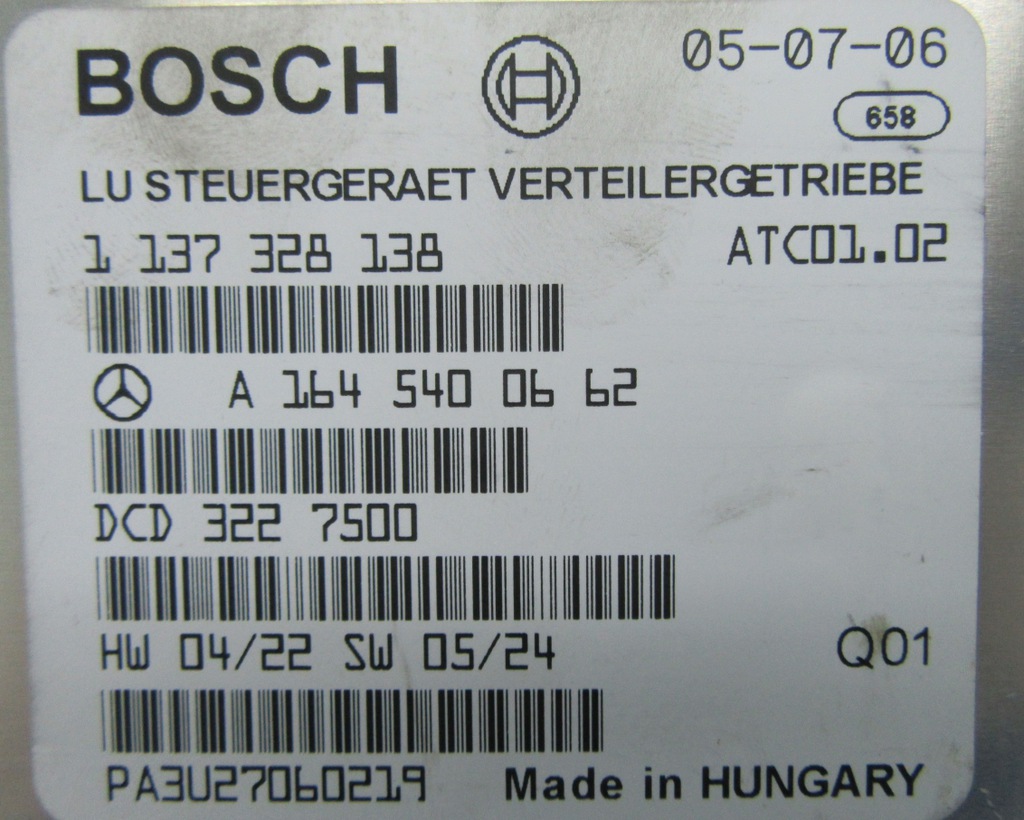 BOSCH 05-07-06
658
LU STEUERGERAET VERTEILERGETRIEBE
1 137 328 138 ATC01.02
A 164 540 06 62
DCD 322 7500
HW 04/22 SW 05/24 Q01
PA3U27060219 Made in HUNGARY